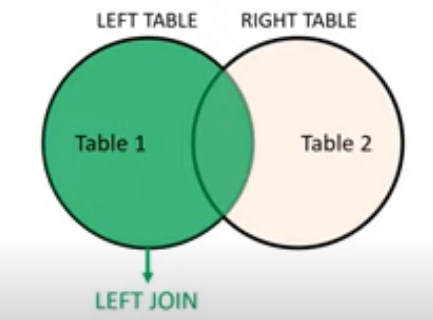 LEFT TABLE
RIGHT TABLE
Table 1
Table 2
LEFT JOIN